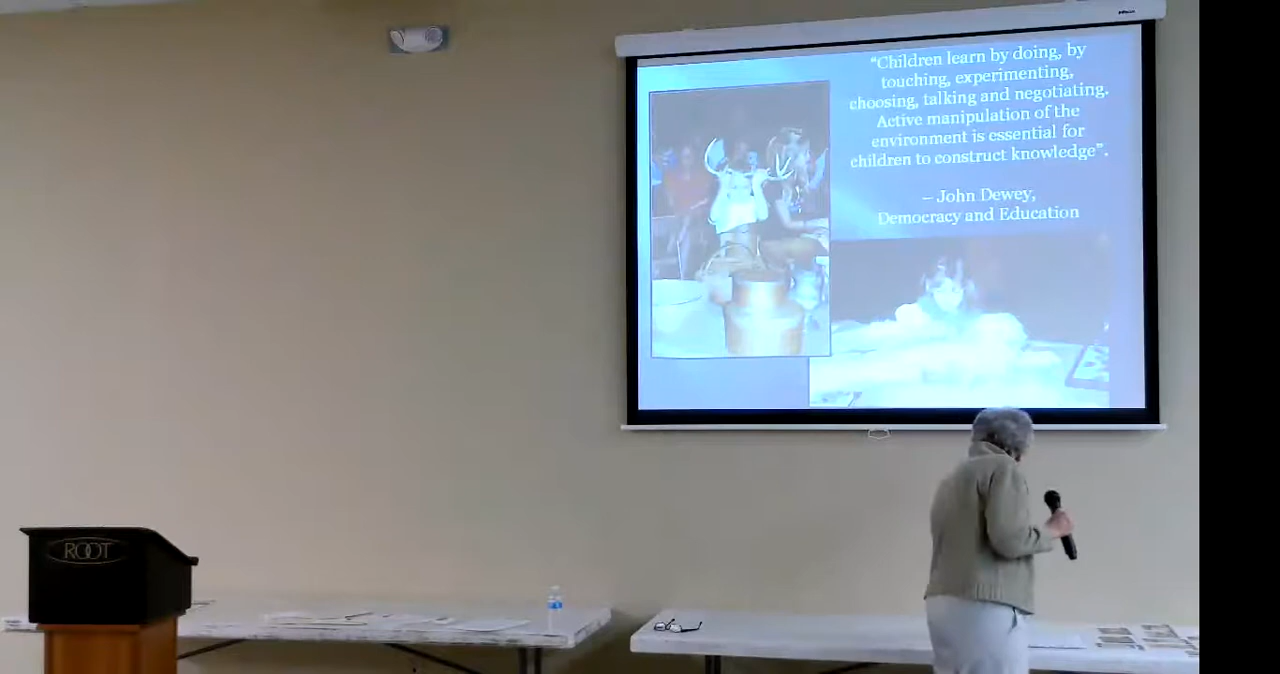 “Children learn by doing, by
touching, experimenting,
choosing, talking and negotiating.
Active manipulation of the
environment is essential for
children to construct knowledge”.
– John Dewey,
Democracy and Education
ROOT